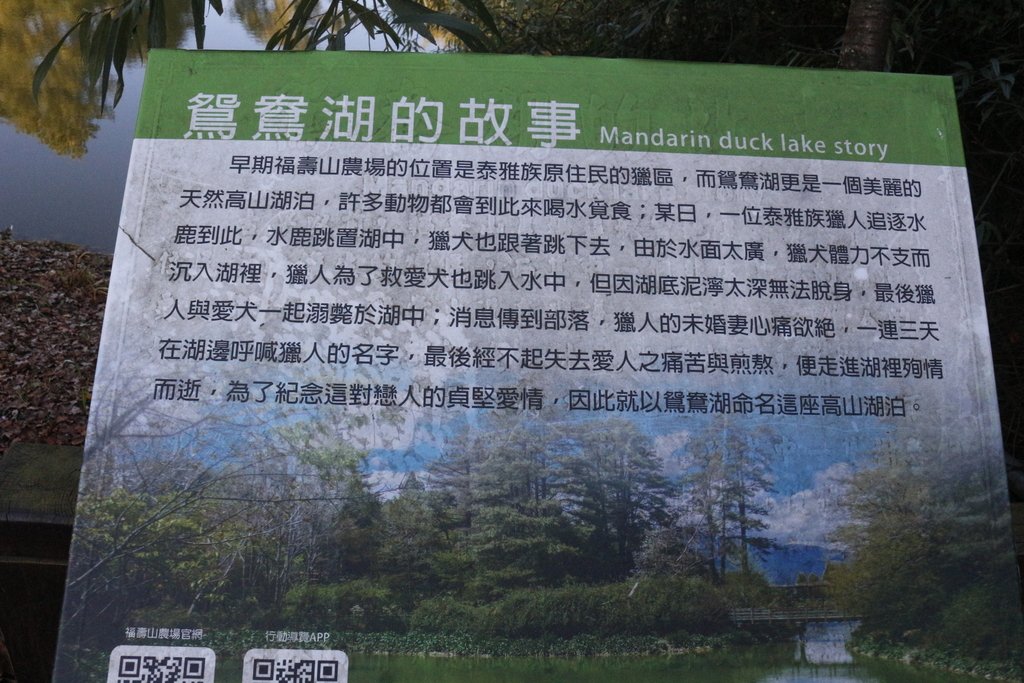 鴛鴦湖的故事 Mandarin duck lake story
早期福壽山農場的位置是泰雅族原住民的獵區，而鴛鴦湖更是一個美麗的
天然高山湖泊，許多動物都會到此來喝水覓食；某日，一位泰雅族獵人追逐水
鹿到此，水鹿跳置湖中，獵犬也跟著跳下去，由於水面太廣，獵犬體力不支而
沉入湖裡，獵人為了救愛犬也跳入水中，但因湖底泥濘太深無法脫身，最後獵
人與愛犬一起溺斃於湖中；消息傳到部落，獵人的未婚妻心痛欲絕，一連三天
在湖邊呼喊獵人的名字，最後經不起失去愛人之痛苦與煎熬，便走進湖裡殉情
而逝，為了紀念這對戀人的貞堅愛情，因此就以鴛鴦湖命名這座高山湖泊。
福壽山農場官網 行動導覽APP